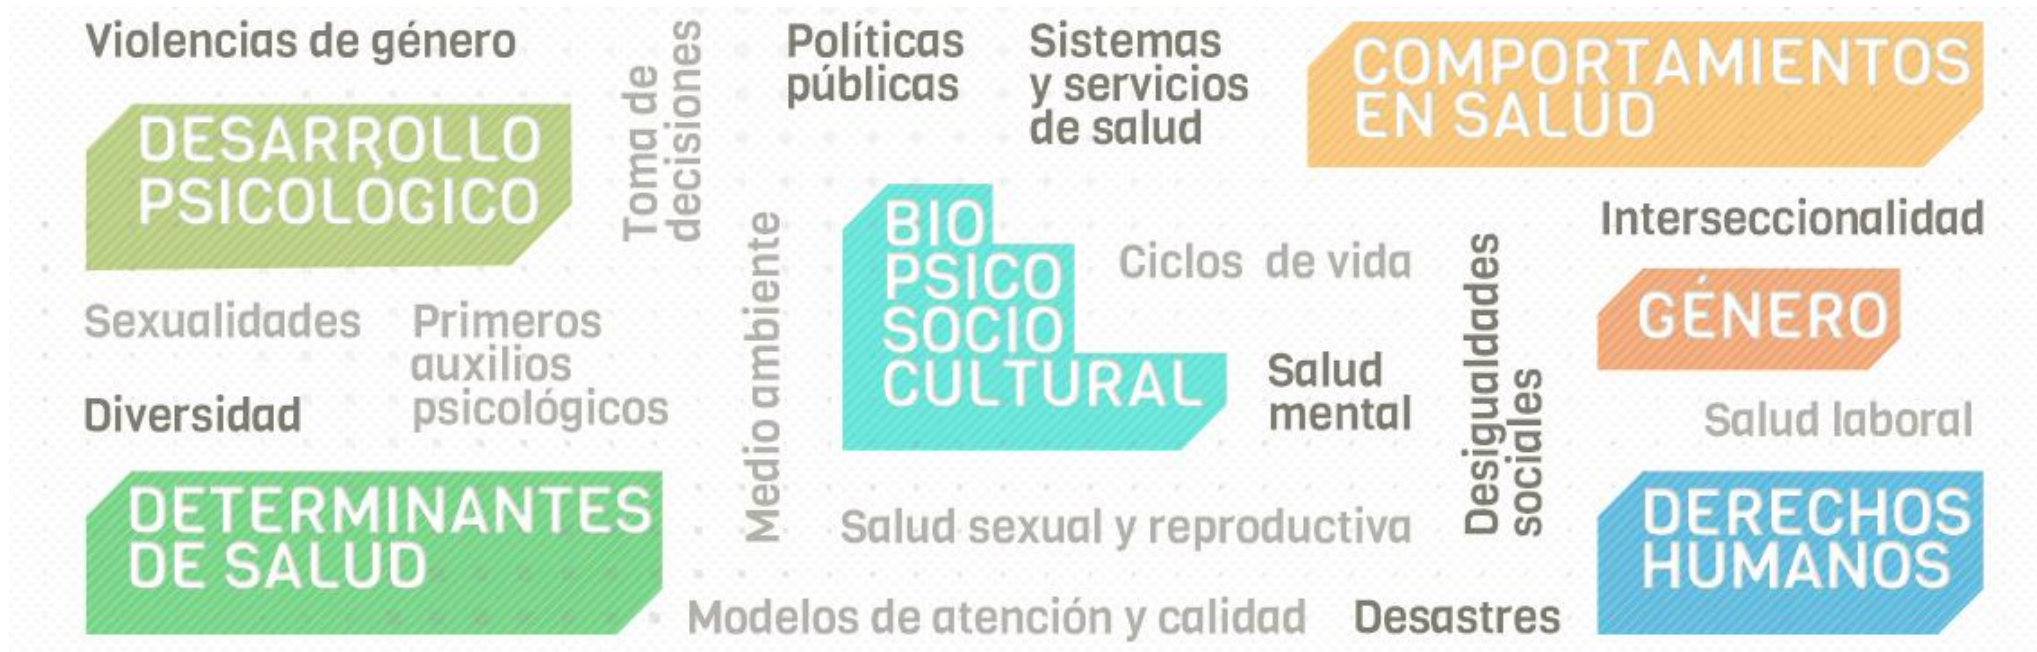 Violencias de género
DESARROLLO
PSICOLÓGICO
Toma de
decisiones
Políticas
públicas
Sistemas
y servicios
de salud
COMPORTAMIENTOS
EN SALUD
Sexualidades
Primeros
auxilios
psicológicos
Diversidad
Medio ambiente
BIO
PSICO
SOCIO
CULTURAL
Ciclos de vida
Salud
mental
Desigualdades
sociales
Interseccionalidad
GÉNERO
Salud laboral
DETERMINANTES
DE SALUD
Salud sexual y reproductiva
DERECHOS
HUMANOS
Modelos de atención y calidad
Desastres